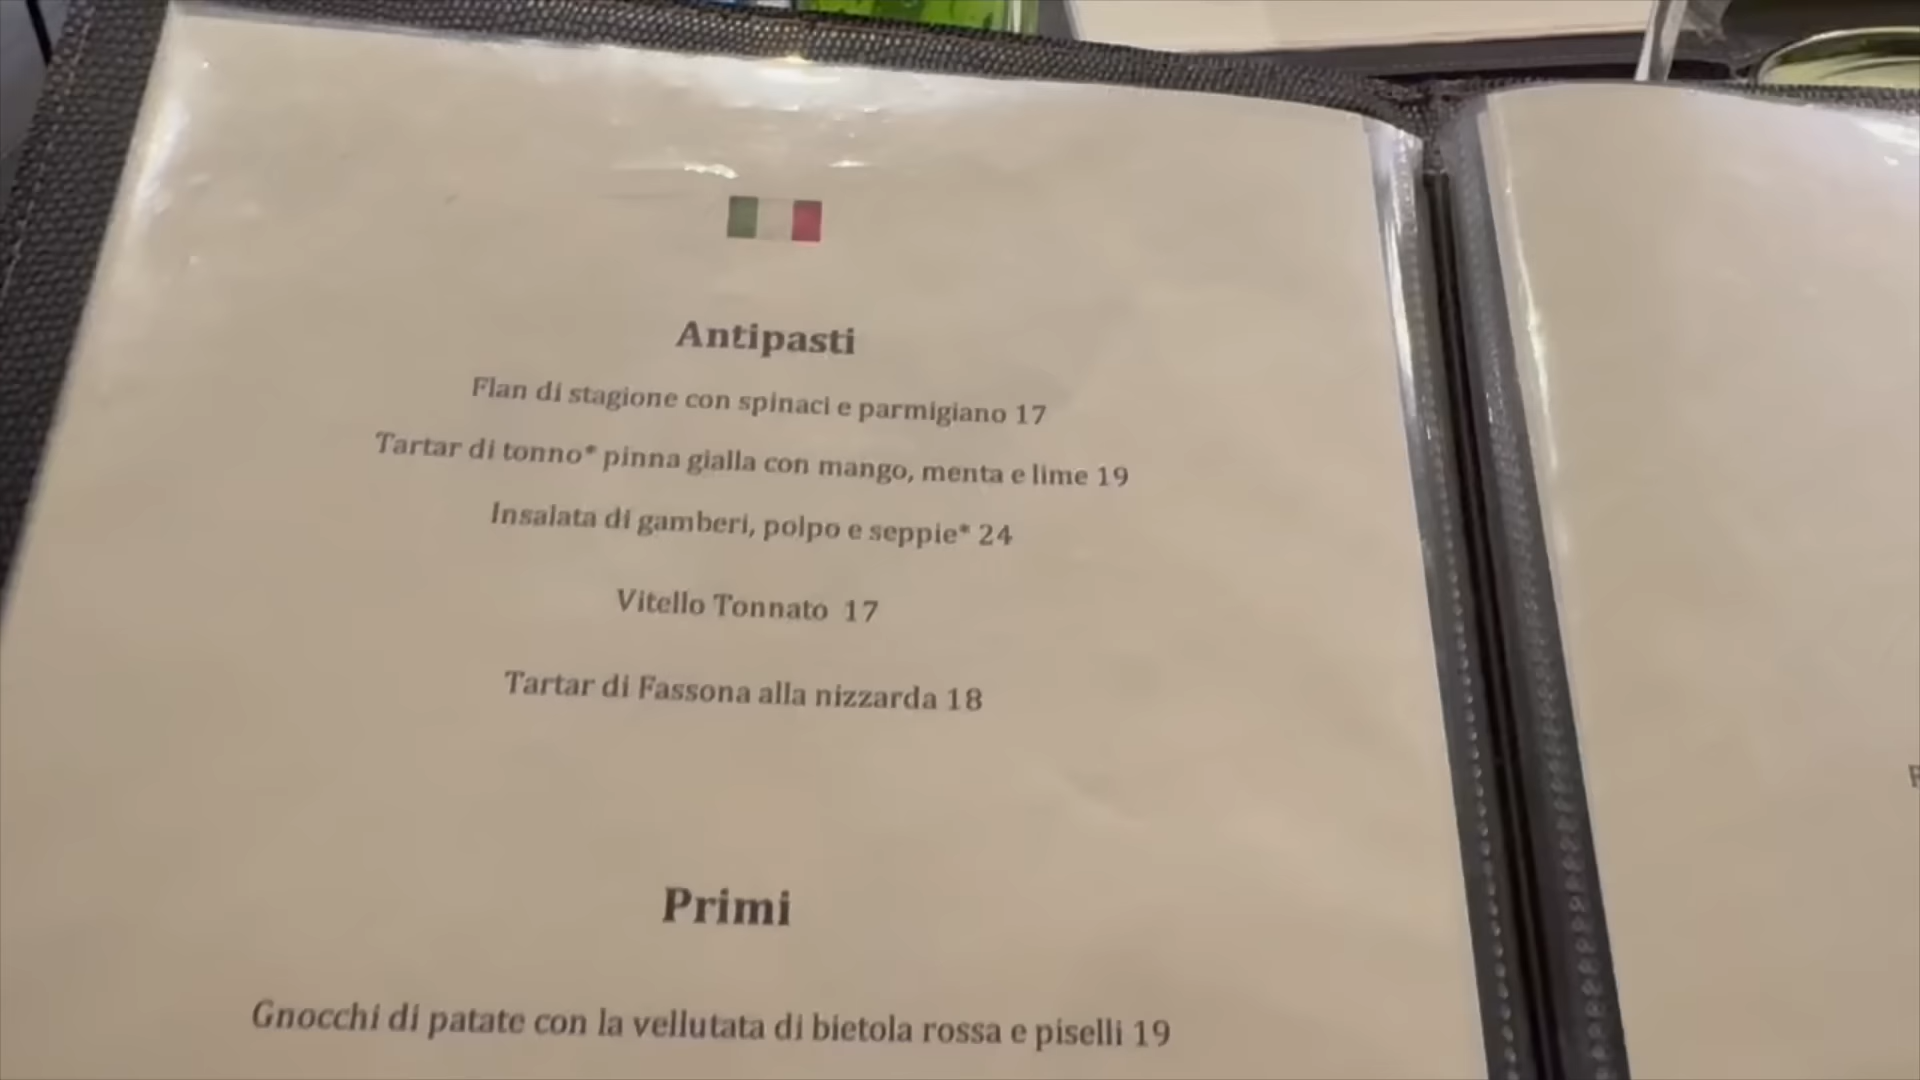 Antipasti
Flan di stagione con spinaci e parmigiano 17
Tartar di tonno* pinna gialla con mango, menta e lime 19
Insalata di gamberi, polpo e seppie* 24
Vitello Tonnato 17
Tartar di Fassona alla nizzarda 18
Primi
Gnocchi di patate con la vellutata di bietola rossa e piselli 19